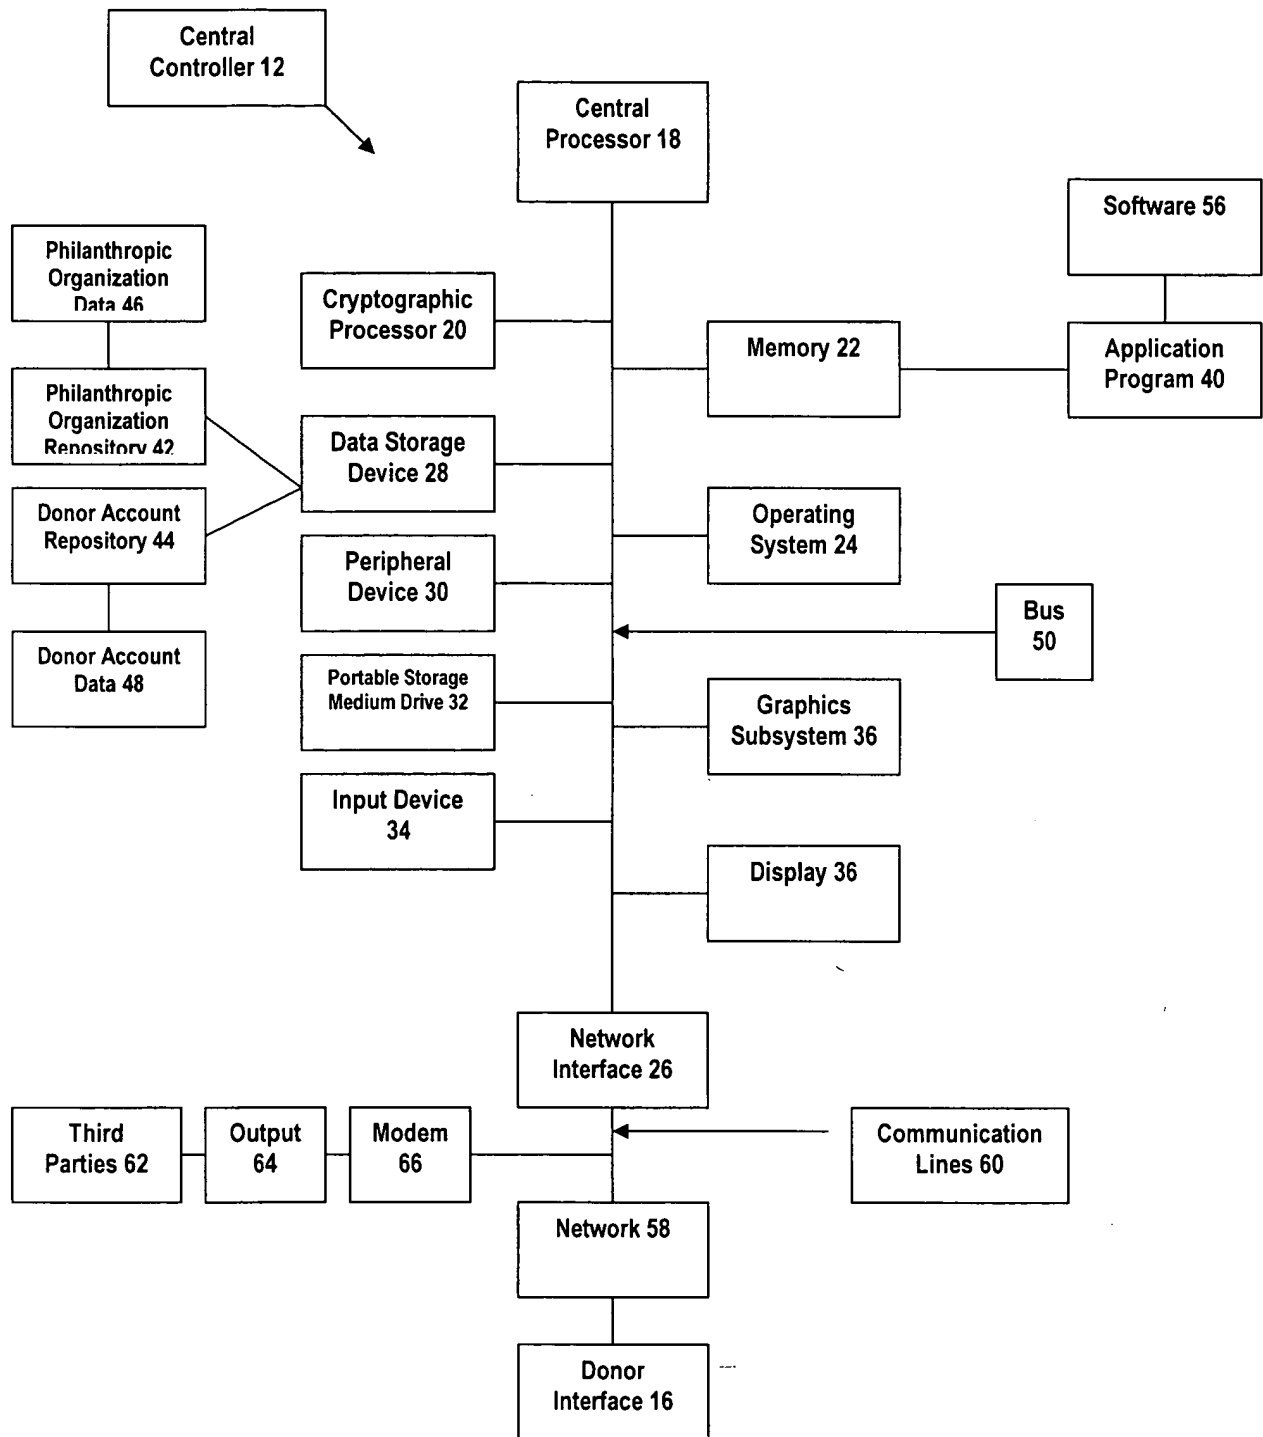 Central
Controller 12
Central
Processor 18
Software 56
Philanthropic
Organization
Data 46
Cryptographic
Processor 20
Memory 22
Application
Program 40
Philanthropic
Organization
Repository 42
Data Storage
Device 28
Donor Account
Repository 44
Operating
System 24
Peripheral
Device 30
Bus
50
Donor Account
Data 48
Portable Storage
Medium Drive 32
Graphics
Subsystem 36
Input Device
34
Display 36
Network
Interface 26
Third
Parties 62
Output
64
Modem
66
Communication
Lines 60
Network 58
Donor
Interface 16